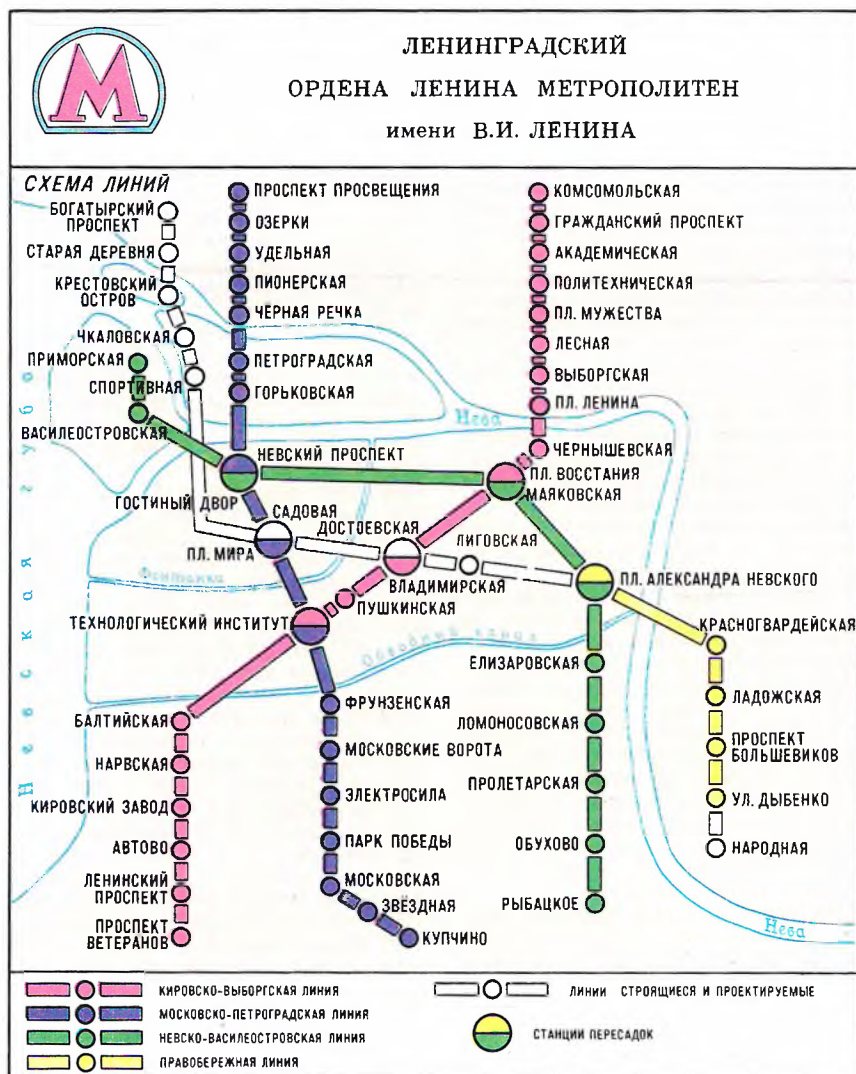 М
ЛЕНИНГРАДСКИЙ
ОРДЕНА ЛЕНИНА МЕТРОПОЛИТЕН
имени В.И. ЛЕНИНА
СХЕМА ЛИНИЙ
БОГАТЫРСКИЙ
ПРОСПЕКТ
СТАРАЯ ДЕРЕВНЯ
КРЕСТОВСКИЙ
ОСТРОВ
ЧКАЛОВСКАЯ
СПОРТИВНАЯ
ПРИМОРСКАЯ
ВАСИЛЕОСТРОВСКАЯ
ПРОСПЕКТ ПРОСВЕЩЕНИЯ
ОЗЕРКИ
УДЕЛЬНАЯ
ПИОНЕРСКАЯ
ЧЁРНАЯ РЕЧКА
ПЕТРОГРАДСКАЯ
ГОРЬКОВСКАЯ
НЕВСКИЙ ПРОСПЕКТ
ГОСТИНЫЙ ДВОР
САДОВАЯ
ПЛ. МИРА
КОМСОМОЛЬСКАЯ
ГРАЖДАНСКИЙ ПРОСПЕКТ
АКАДЕМИЧЕСКАЯ
ПОЛИТЕХНИЧЕСКАЯ
ПЛ. МУЖЕСТВА
ЛЕСНАЯ
ВЫБОРГСКАЯ
ПЛ. ЛЕНИНА
ЧЕРНЫШЕВСКАЯ
ПЛ. ВОССТАНИЯ
МАЯКОВСКАЯ
ДОСТОЕВСКАЯ
ЛИГОВСКАЯ
ВЛАДИМИРСКАЯ
ПУШКИНСКАЯ
ТЕХНОЛОГИЧЕСКИЙ ИНСТИТУТ
ПЛ. АЛЕКСАНДРА НЕВСКОГО
КРАСНОГВАРДЕЙСКАЯ
ЛАДОЖСКАЯ
ПРОСПЕКТ
БОЛЬШЕВИКОВ
УЛ. ДЫБЕНКО
НАРОДНАЯ
ЕЛИЗАРОВСКАЯ
ЛОМОНОСОВСКАЯ
ПРОЛЕТАРСКАЯ
ОБУХОВО
РЫБАЦКОЕ
ФРУНЗЕНСКАЯ
МОСКОВСКИЕ ВОРОТА
ЭЛЕКТРОСИЛА
ПАРК ПОБЕДЫ
МОСКОВСКАЯ
ЗВЁЗДНАЯ
КУПЧИНО
БАЛТИЙСКАЯ
НАРВСКАЯ
КИРОВСКИЙ ЗАВОД
АВТОВО
ЛЕНИНСКИЙ
ПРОСПЕКТ
ПРОСПЕКТ
ВЕТЕРАНОВ
Невская губа
Нева
Фонтанка
Обводный канал
Нева
КИРОВСКО-ВЫБОРГСКАЯ ЛИНИЯ
МОСКОВСКО-ПЕТРОГРАДСКАЯ ЛИНИЯ
НЕВСКО-ВАСИЛЕОСТРОВСКАЯ ЛИНИЯ
ПРАВОБЕРЕЖНАЯ ЛИНИЯ
ЛИНИИ СТРОЯЩИЕСЯ И ПРОЕКТИРУЕМЫЕ
СТАНЦИИ ПЕРЕСАДОК